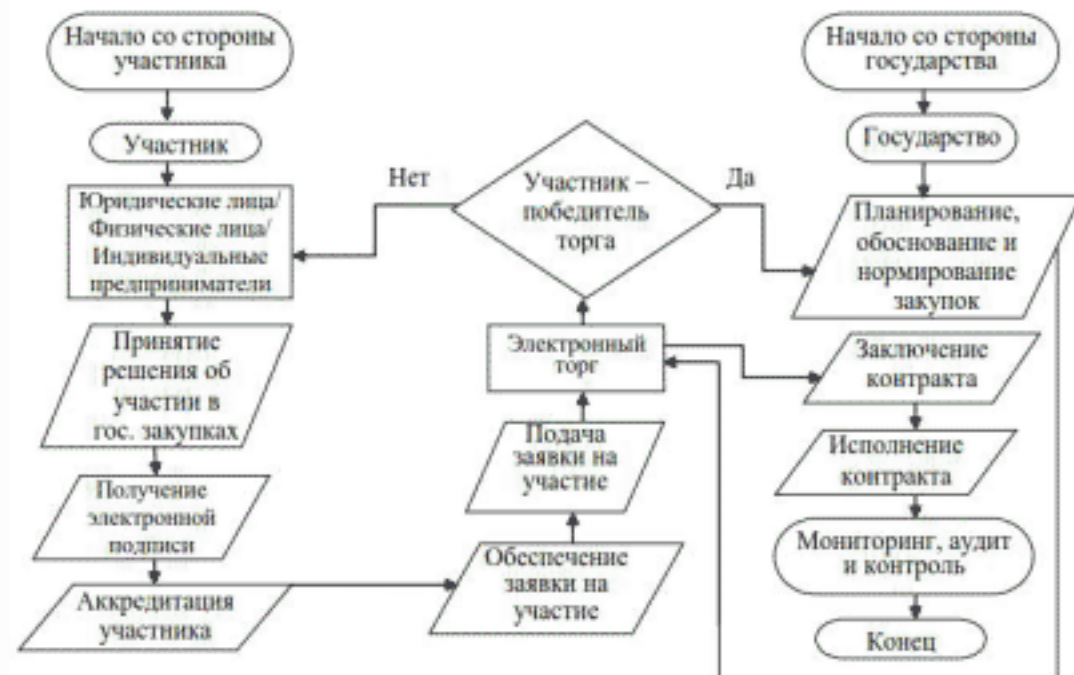 Начало со стороны
участника
Участник
Юридические лица/
Физические лица/
Индивидуальные
предприниматели
Принятие
решения об
участии в
гос. закупках
Получение
электронной
подписи
Аккредитация
участника
Нет
Участник –
победитель
торга
Да
Электронный
торг
Подача
заявки на
участие
Обеспечение
заявки на
участие
Начало со стороны
государства
Государство
Планирование,
обоснование и
нормирование
закупок
Заключение
контракта
Исполнение
контракта
Мониторинг, аудит
и контроль
Конец